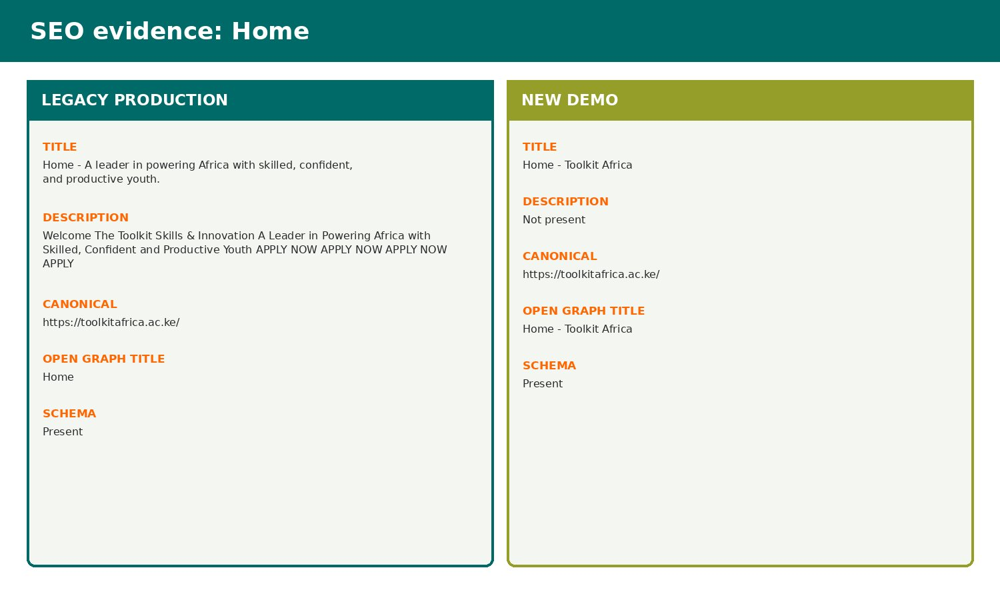 SEO evidence: Home
LEGACY PRODUCTION
TITLE
Home - A leader in powering Africa with skilled, confident,
and productive youth.
DESCRIPTION
Welcome The Toolkit Skills & Innovation A Leader in Powering Africa with
Skilled, Confident and Productive Youth APPLY NOW APPLY NOW APPLY NOW
APPLY
CANONICAL
https://toolkitafrica.ac.ke/
OPEN GRAPH TITLE
Home
SCHEMA
Present
NEW DEMO
TITLE
Home - Toolkit Africa
DESCRIPTION
Not present
CANONICAL
https://toolkitafrica.ac.ke/
OPEN GRAPH TITLE
Home - Toolkit Africa
SCHEMA
Present